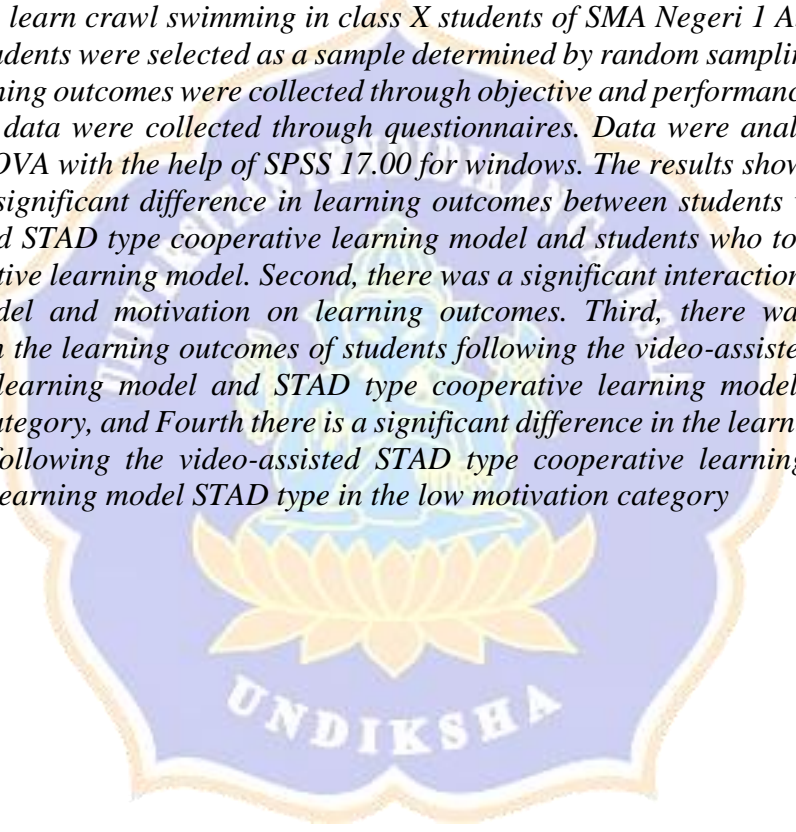 learn crawl swimming in class X students of SMA Negeri 1 A
students were selected as a sample determined by random samplin
ning outcomes were collected through objective and performanc
data were collected through questionnaires. Data were anal
OVA with the help of SPSS 17.00 for windows. The results show
significant difference in learning outcomes between students
d STAD type cooperative learning model and students who to
tive learning model. Second, there was a significant interaction
del and motivation on learning outcomes. Third, there wa
n the learning outcomes of students following the video-assiste
learning model and STAD type cooperative learning model
ategory, and Fourth there is a significant difference in the learn
following the video-assisted STAD type cooperative learning
learning model STAD type in the low motivation category
UNIVERSITAS PENDIDIKAN GANESHA
UNDIKSHA